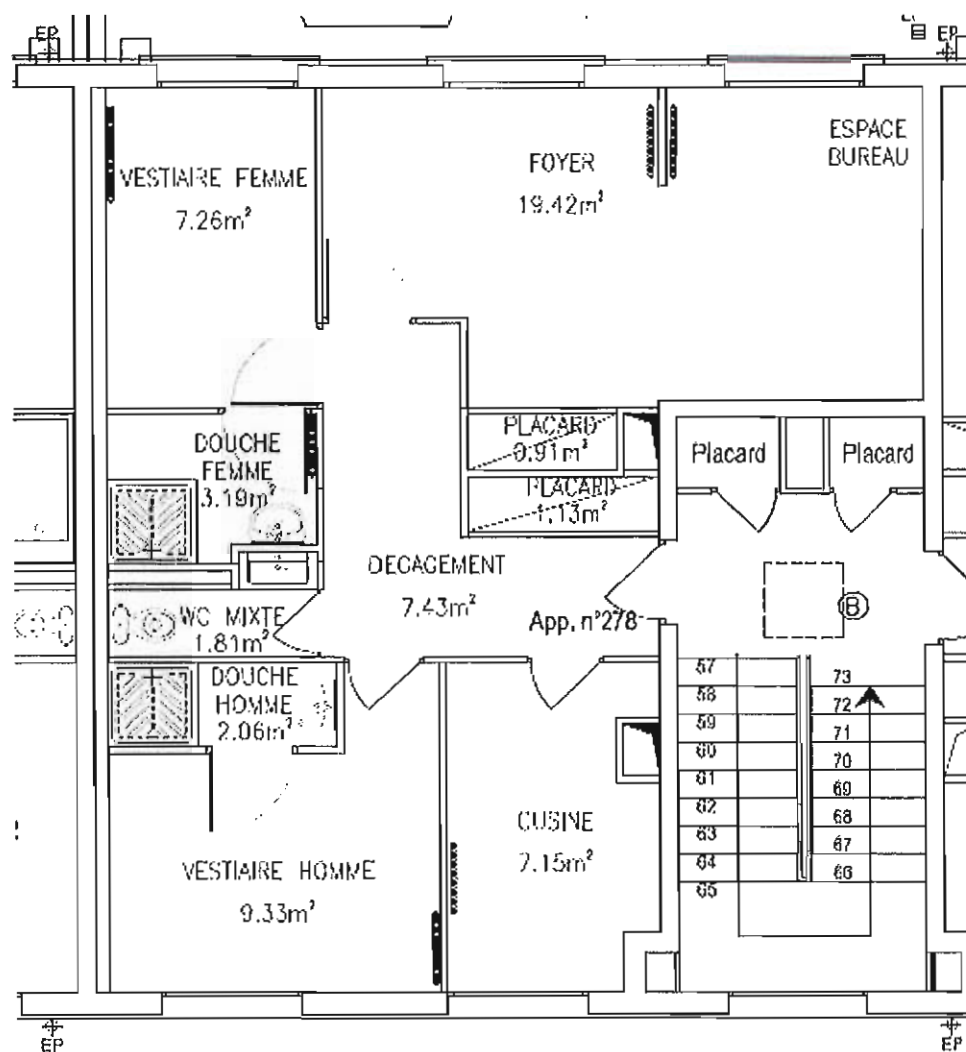 EP
EP
VESTIAIRE FEMME
7.26m²
FOYER
19.42m²
ESPACE
BUREAU
DOUCHE
FEMME
3.19m²
PLACARD
0.91m²
PLACARD
1.13m²
Placard
Placard
DEGAGEMENT
7.43m²
App. n°278
B
WC MIXTE
1.81m²
DOUCHE
HOMME
2.06m²
VESTIAIRE HOMME
9.33m²
CUSINE
7.15m²
57
58
59
60
61
62
63
64
65
73
72
71
70
69
68
67
66
EP
EP